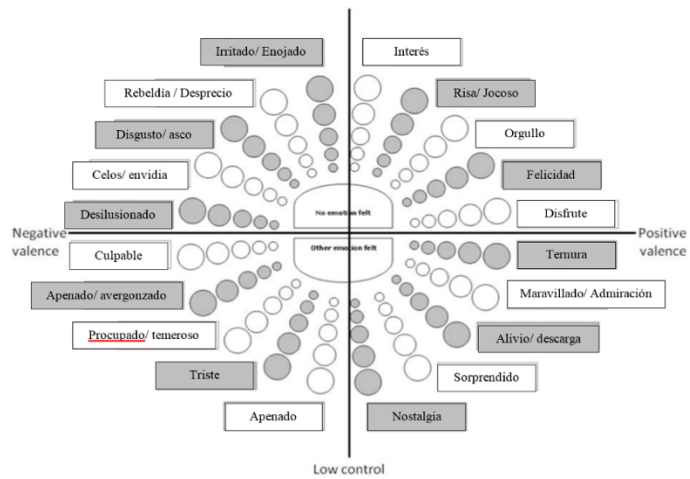 Irritado/ Enojado
Interés
Rebeldía / Desprecio
Risa/ Jocoso
Disgusto/ asco
Orgullo
Celos/ envidia
Felicidad
Desilusionado
No emotion felt
Disfrute
Negative
valence
Positive
valence
Culpable
Other emotion felt
Ternura
Apenado/ avergonzado
Maravillado/ Admiración
Procupado/ temeroso
Alivio/ descarga
Triste
Sorprendido
Apenado
Nostalgia
Low control